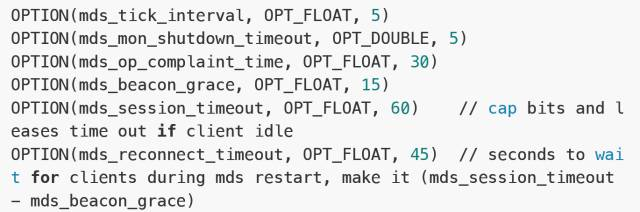 OPTION(mds_tick_interval, OPT_FLOAT, 5)
OPTION(mds_mon_shutdown_timeout, OPT_DOUBLE, 5)
OPTION(mds_op_complaint_time, OPT_FLOAT, 30)
OPTION(mds_beacon_grace, OPT_FLOAT, 15)
OPTION(mds_session_timeout, OPT_FLOAT, 60)    // cap bits and l
eases time out if client idle
OPTION(mds_reconnect_timeout, OPT_FLOAT, 45)  // seconds to wai
t for clients during mds restart, make it (mds_session_timeout
– mds_beacon_grace)